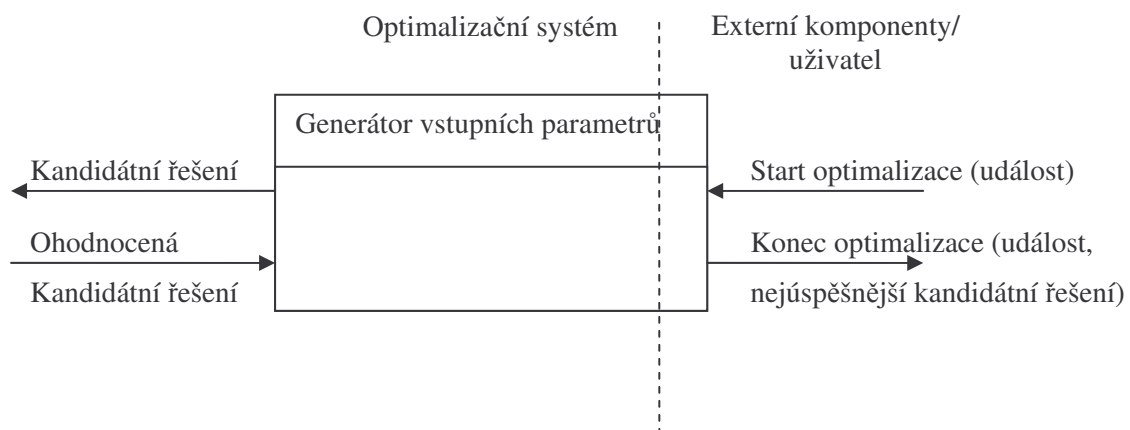 Optimalizační systém
Externí komponenty/
uživatel
Generátor vstupních parametrů
Kandidátní řešení
Start optimalizace (událost)
Ohodnocená
Kandidátní řešení
Konec optimalizace (událost,
nejúspěšnější kandidátní řešení)